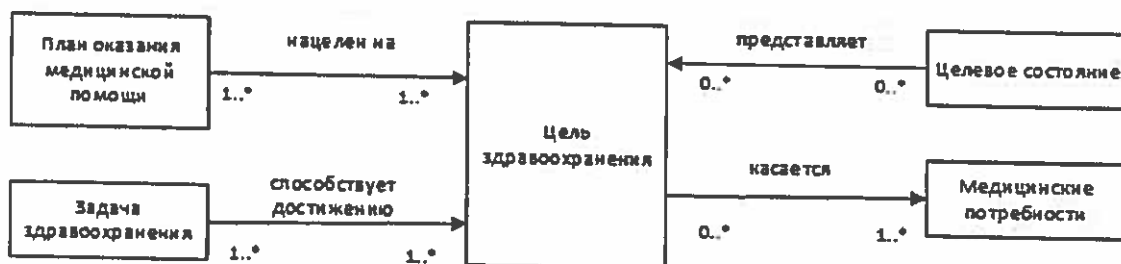 План оказания
медицинской
помощи
нацелен на
1..*
1..*
представляет
0..*
0..*
Целевое состояние
Цель
здравоохранения
Задача
здравоохранения
способствует
достижению
1..*
1..*
касается
0..*
1..*
Медицинские
потребности